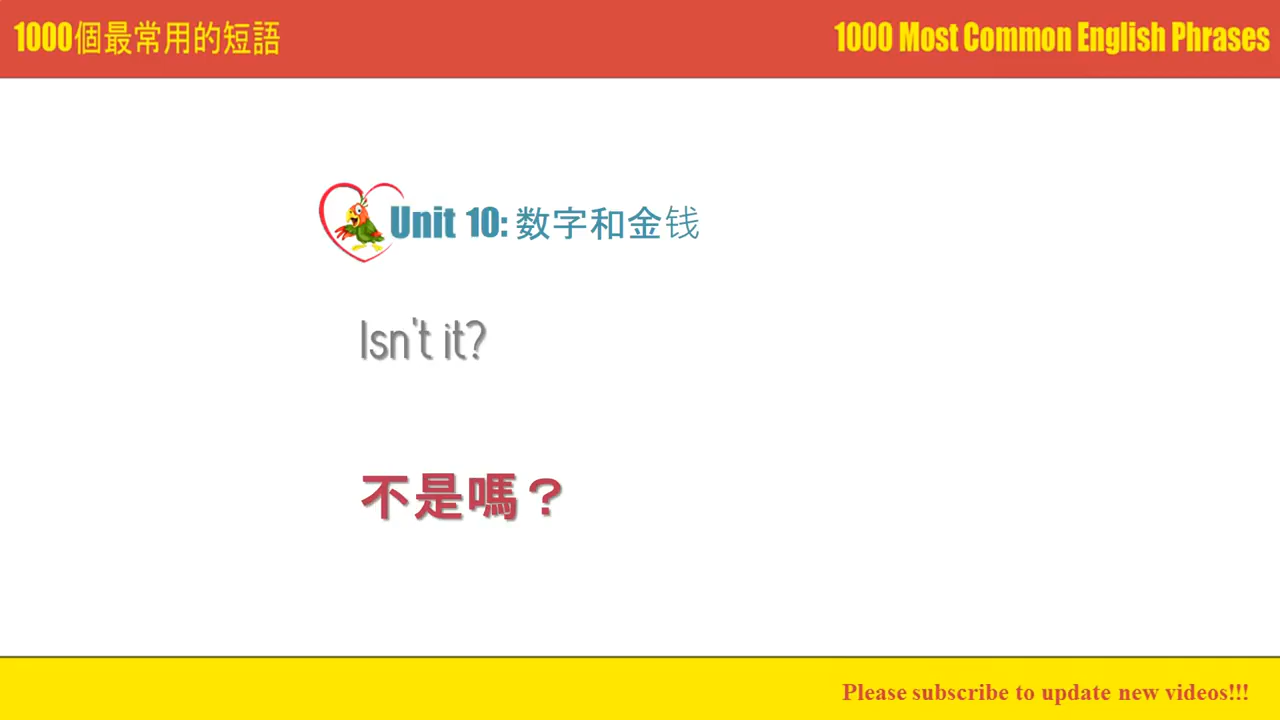 1000個最常用的短語
1000 Most Common English Phrases
Unit 10: 数字和金钱
Isn't it?
不是嗎？
Please subscribe to update new videos!!!